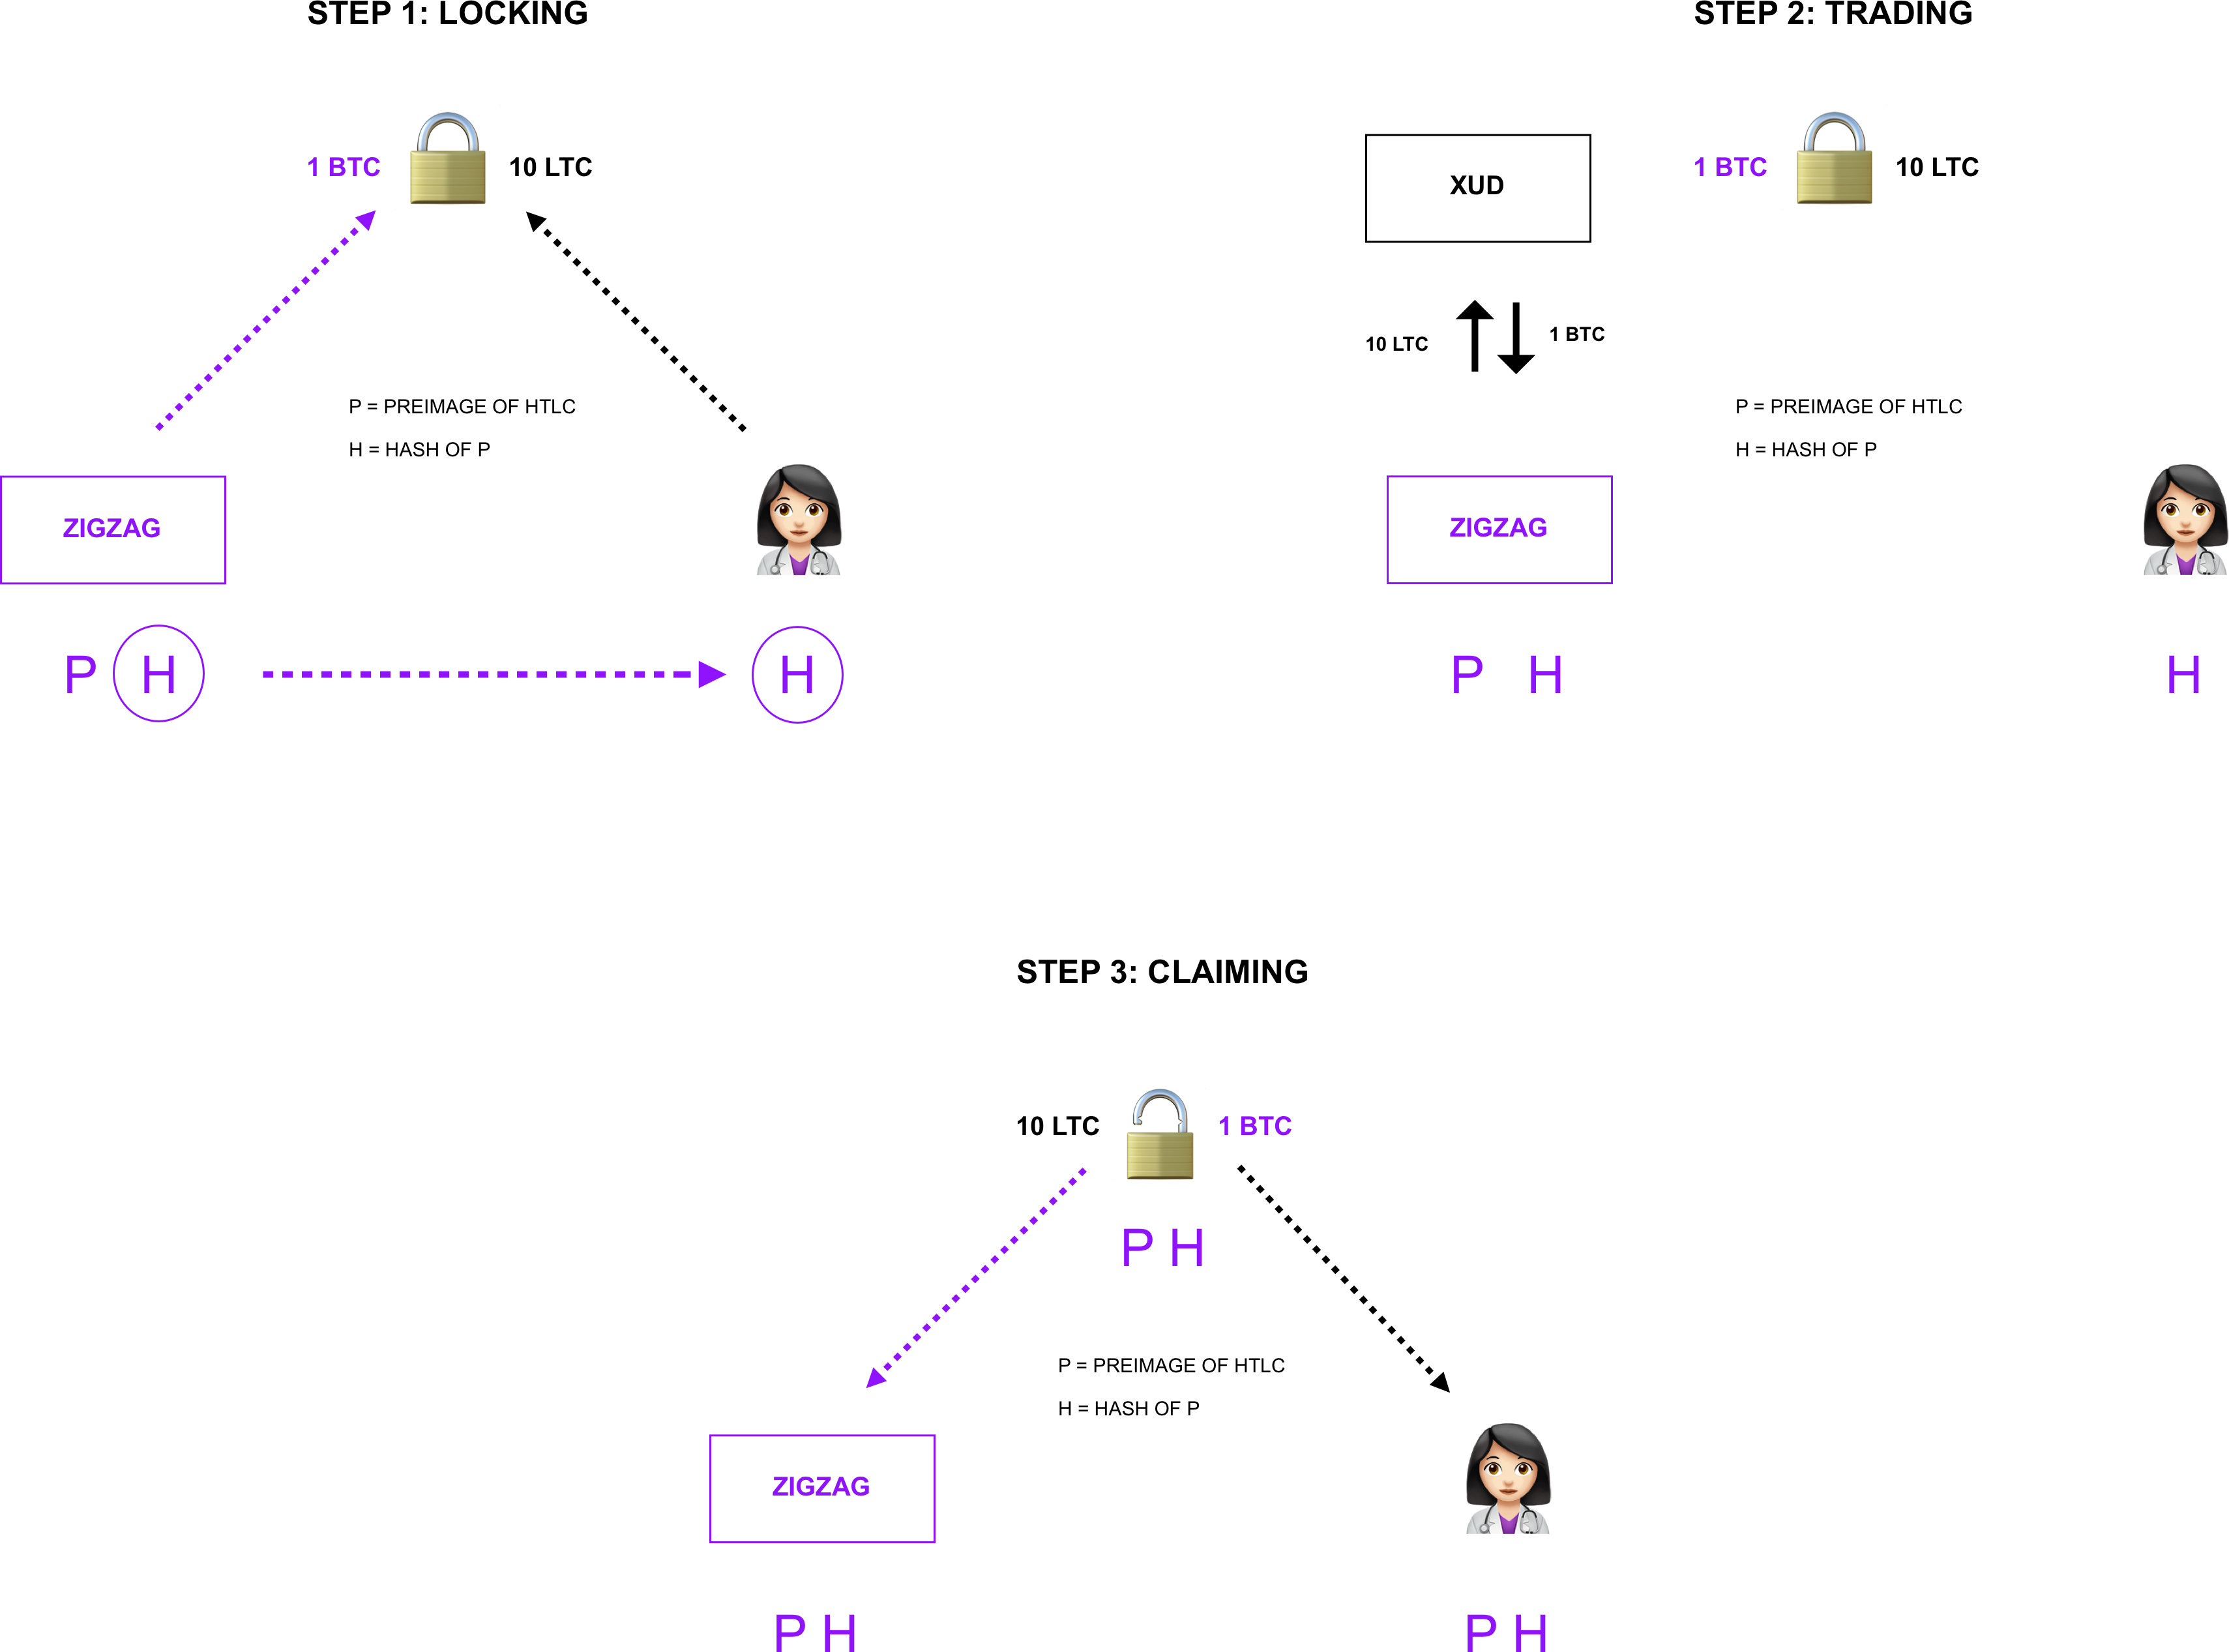 STEP 1: LOCKING
1 BTC
10 LTC
P = PREIMAGE OF HTLC
H = HASH OF P
ZIGZAG
P H
H
STEP 2: TRADING
XUD
1 BTC
10 LTC
10 LTC
1 BTC
P = PREIMAGE OF HTLC
H = HASH OF P
ZIGZAG
P H
H
STEP 3: CLAIMING
10 LTC
1 BTC
P H
P = PREIMAGE OF HTLC
H = HASH OF P
ZIGZAG
P H
P H